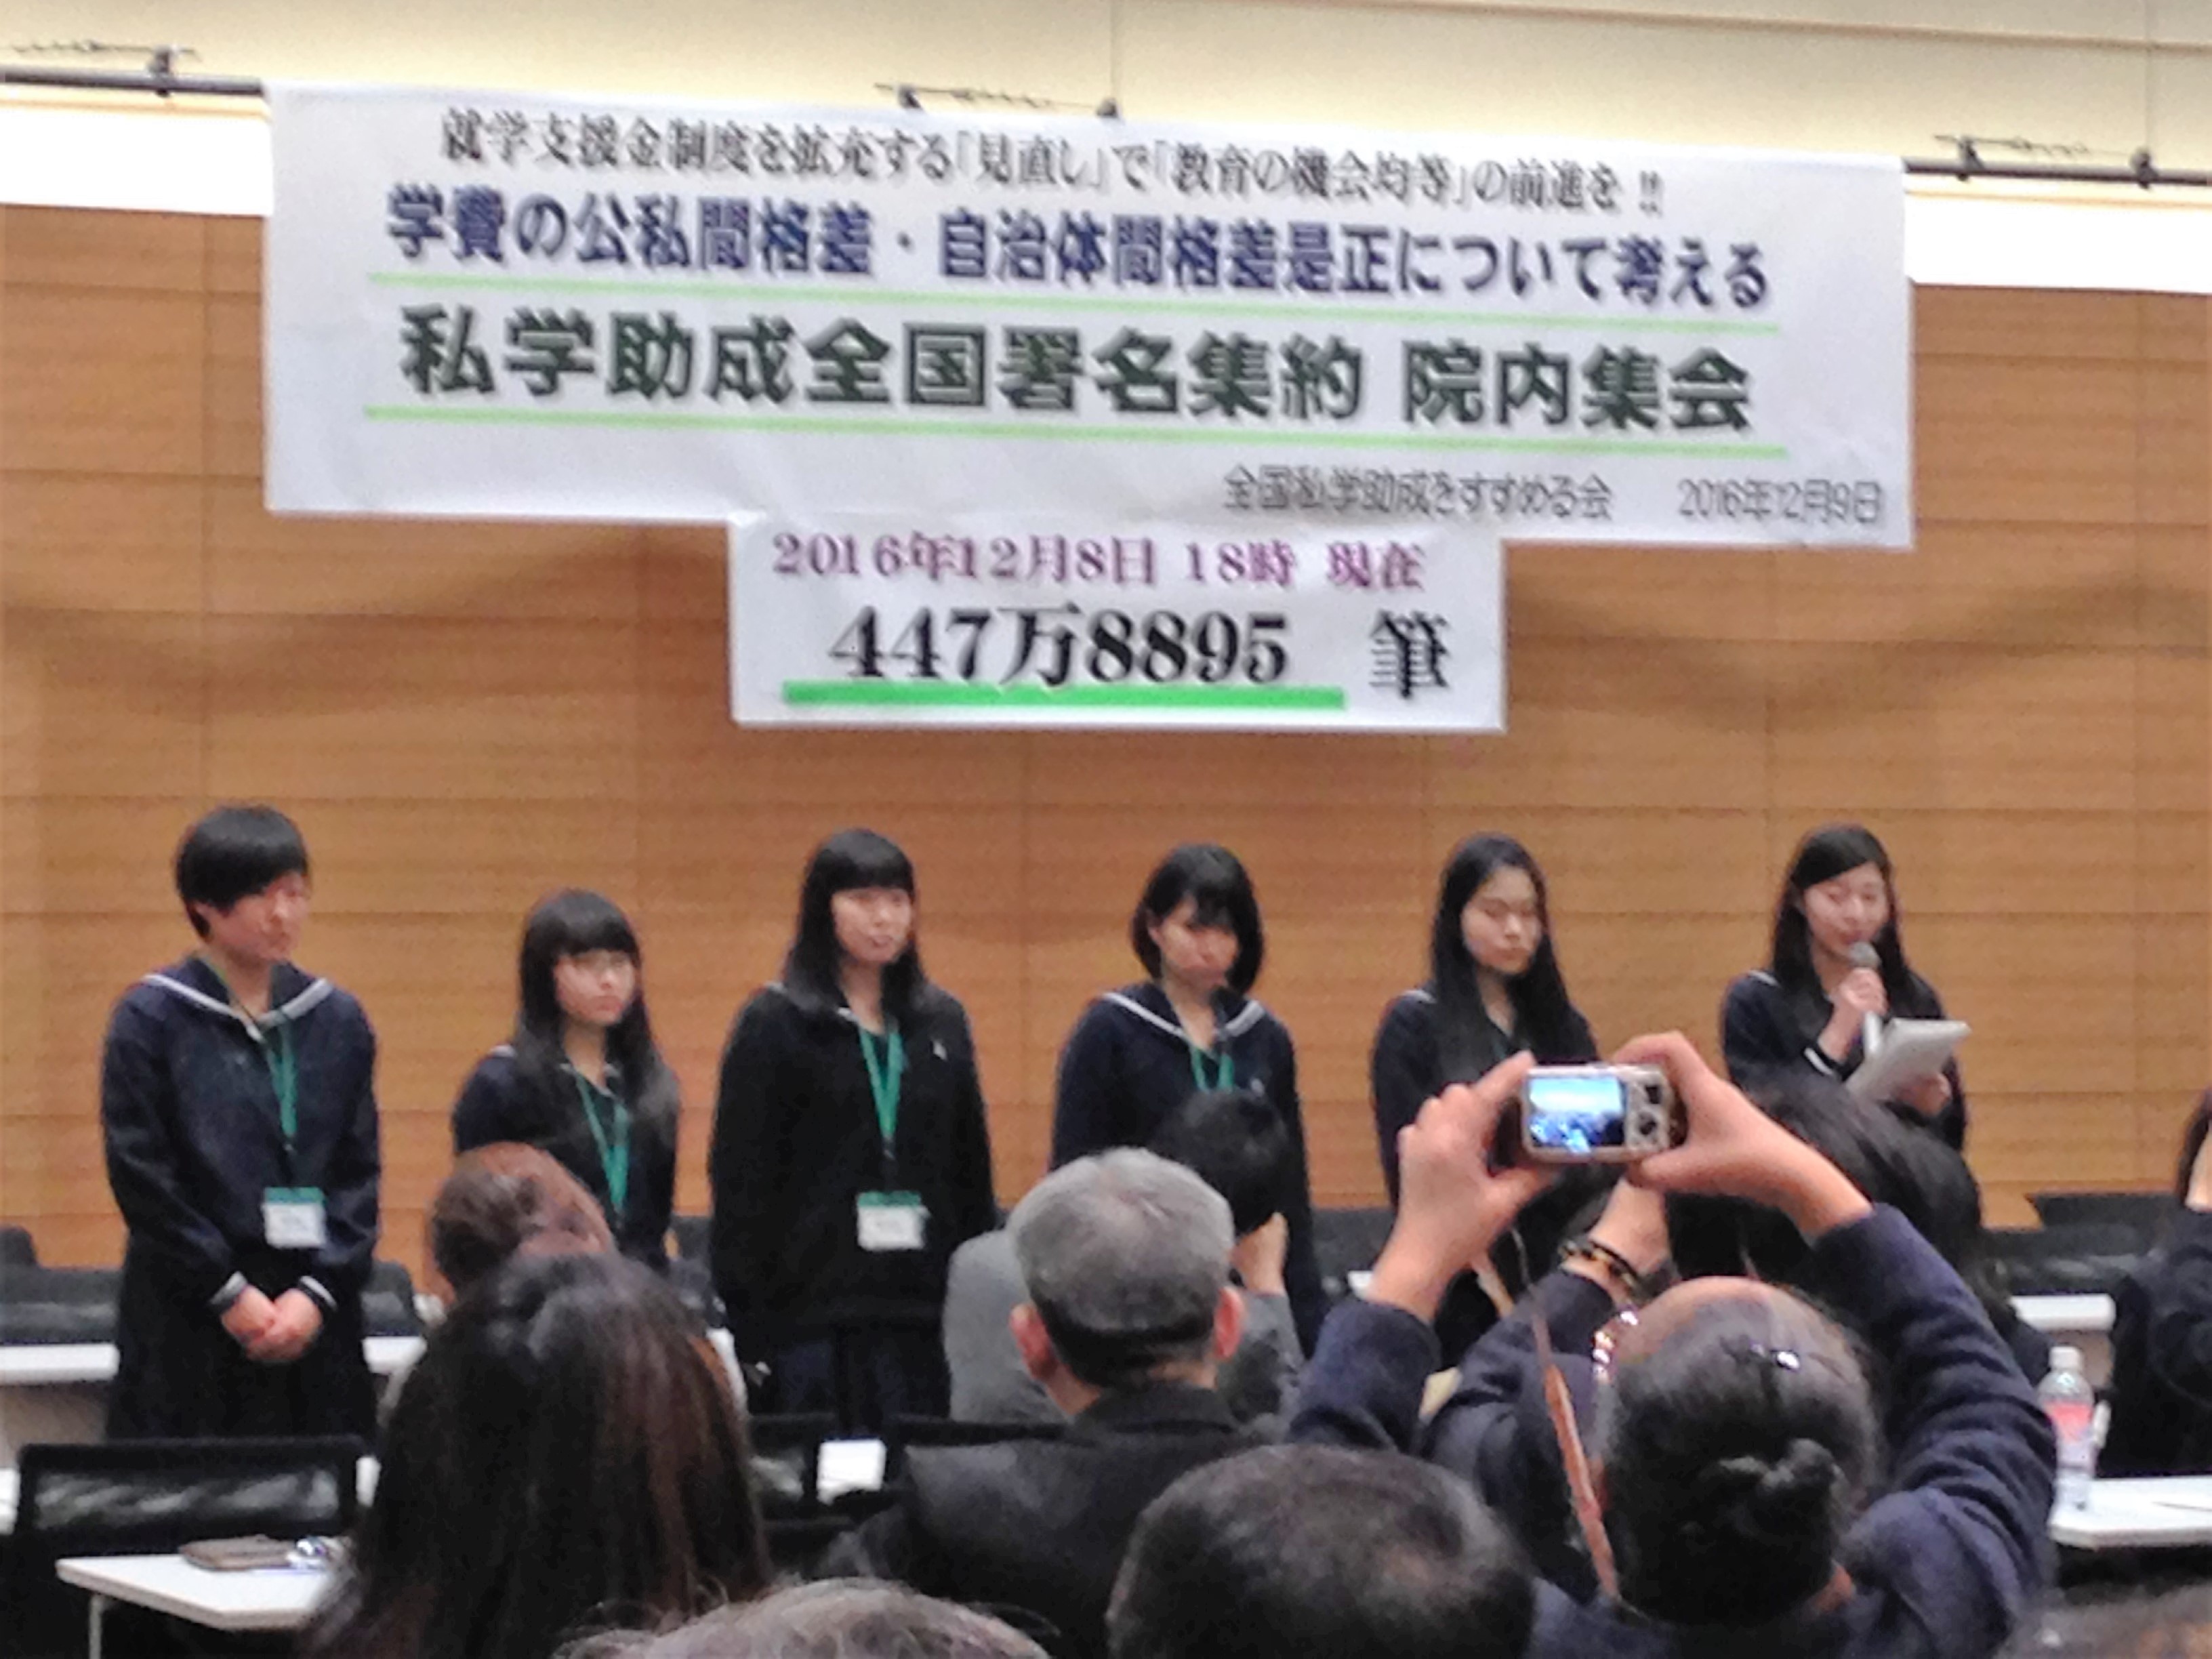 就学支援金制度を拡充する「見直し」で「教育の機会均等」の前進を!!
学費の公私間格差・自治体間格差是正について考える
私学助成全国署名集約 院内集会
全国私学助成をすすめる会 2016年12月9日
2016年12月8日 18時 現在
447万8895 筆